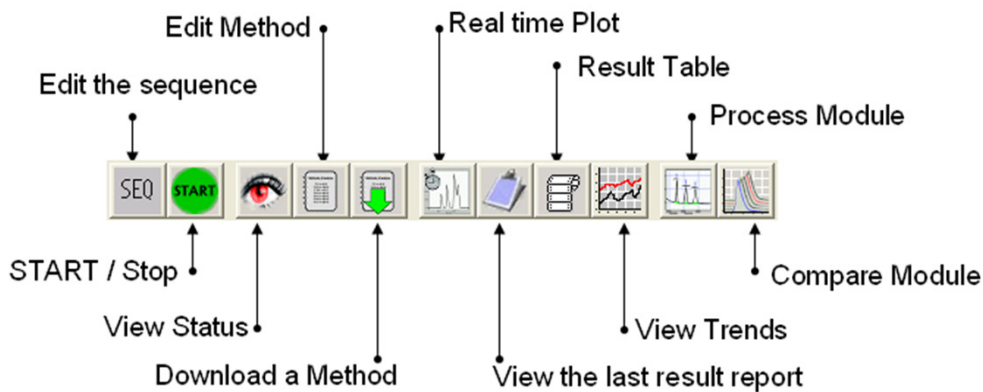 Edit Method
Real time Plot
Result Table
Edit the sequence
Process Module
SEQ
START
START / Stop
Compare Module
View Status
View Trends
Download a Method
View the last result report